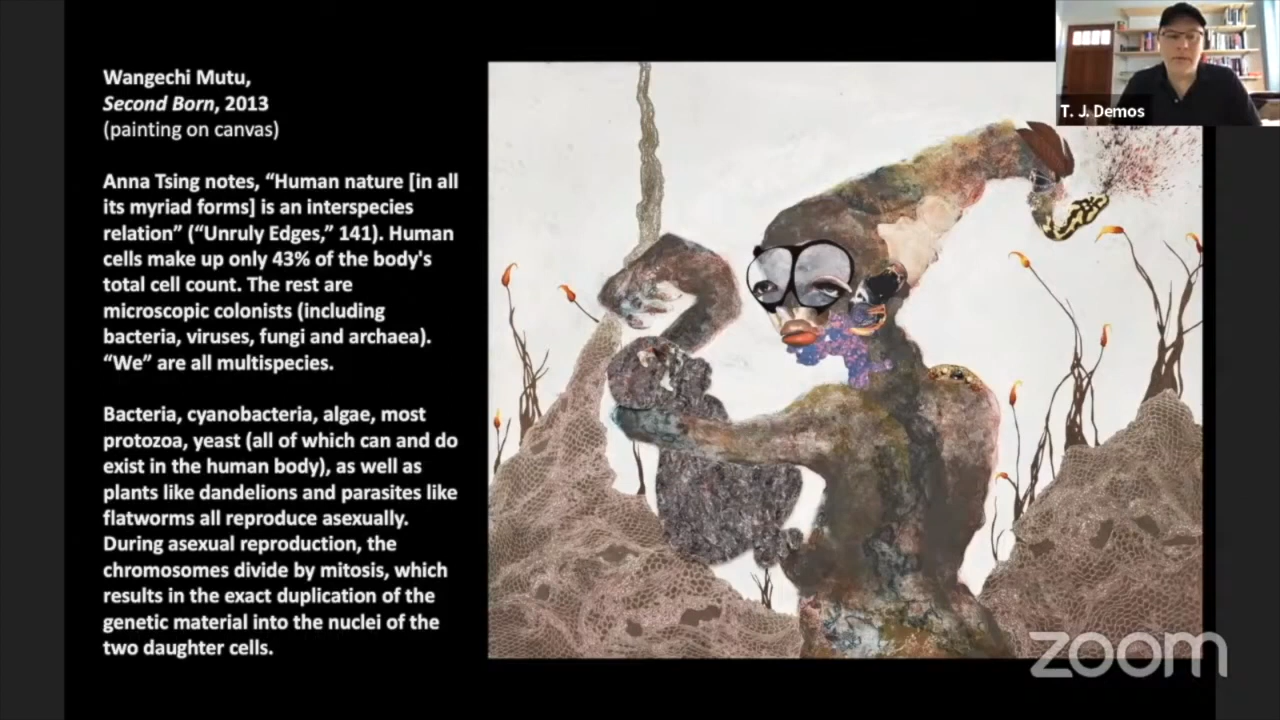 Wangechi Mutu,
Second Born, 2013
(painting on canvas)
Anna Tsing notes, “Human nature [in all
its myriad forms] is an interspecies
relation” (“Unruly Edges,” 141). Human
cells make up only 43% of the body's
total cell count. The rest are
microscopic colonists (including
bacteria, viruses, fungi and archaea).
“We” are all multispecies.
Bacteria, cyanobacteria, algae, most
protozoa, yeast (all of which can and do
exist in the human body), as well as
plants like dandelions and parasites like
flatworms all reproduce asexually.
During asexual reproduction, the
chromosomes divide by mitosis, which
results in the exact duplication of the
genetic material into the nuclei of the
two daughter cells.
T. J. Demos
zoom